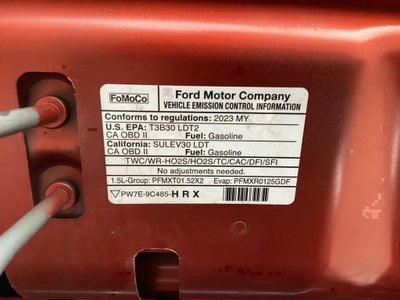 FoMoCo
Ford Motor Company
VEHICLE EMISSION CONTROL INFORMATION
Conforms to regulations: 2023 MY
U.S. EPA: T3B30 LDT2
CA OBD II Fuel: Gasoline
California: SULEV30 LDT
CA OBD II Fuel: Gasoline
TWC/WR-HO2S/HO2S/TC/CAC/DFI/SFI
No adjustments needed.
1.5L-Group: PFMXT01.52X2 Evap: PFMXR0125GDF
PW7E-9C485-HRX